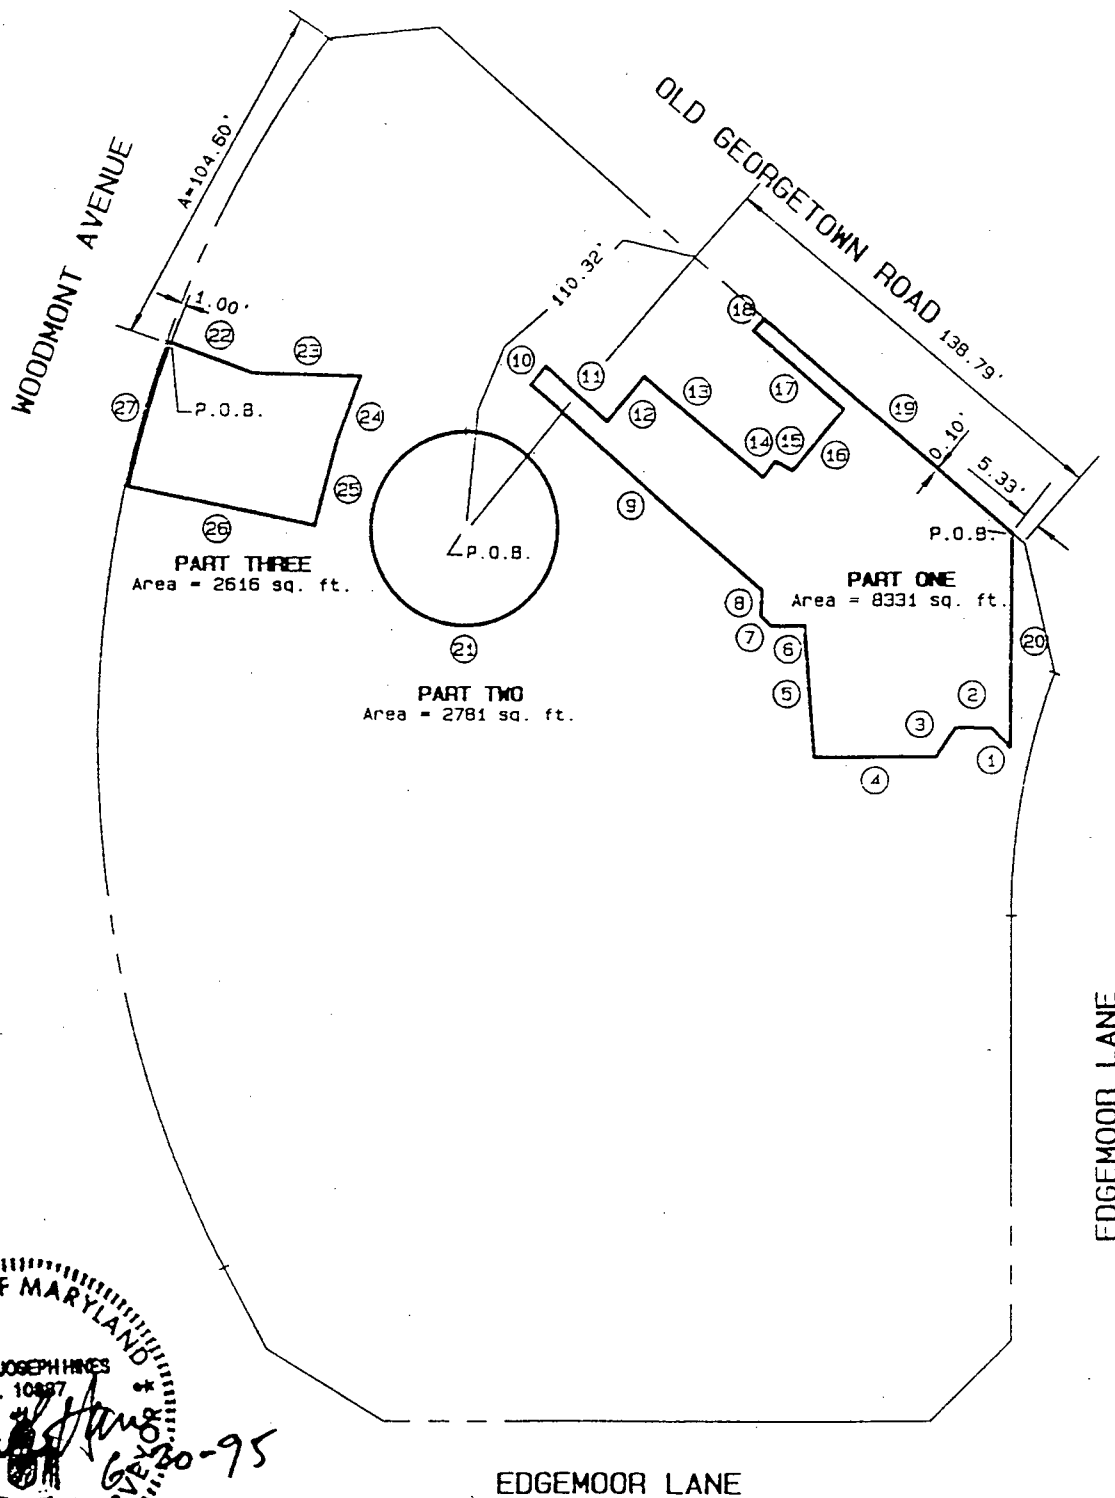 OLD GEORGETOWN ROAD
WOODMONT AVENUE
A=104.60'
1.00'
110.32'
138.79'
0.10'
5.33'
22
23
24
25
26
27
P.O.B.
PART THREE
Area = 2616 sq. ft.
P.O.B.
21
PART TWO
Area = 2781 sq. ft.
10
11
12
13
14
15
16
17
18
19
9
8
7
6
5
4
3
2
1
20
P.O.B.
PART ONE
Area = 8331 sq. ft.
EDGEMOOR LANE
EDGEMOOR LANE
F MARYLAND *
JOSEPH HINES
10887
VEYOR *
6-30-95